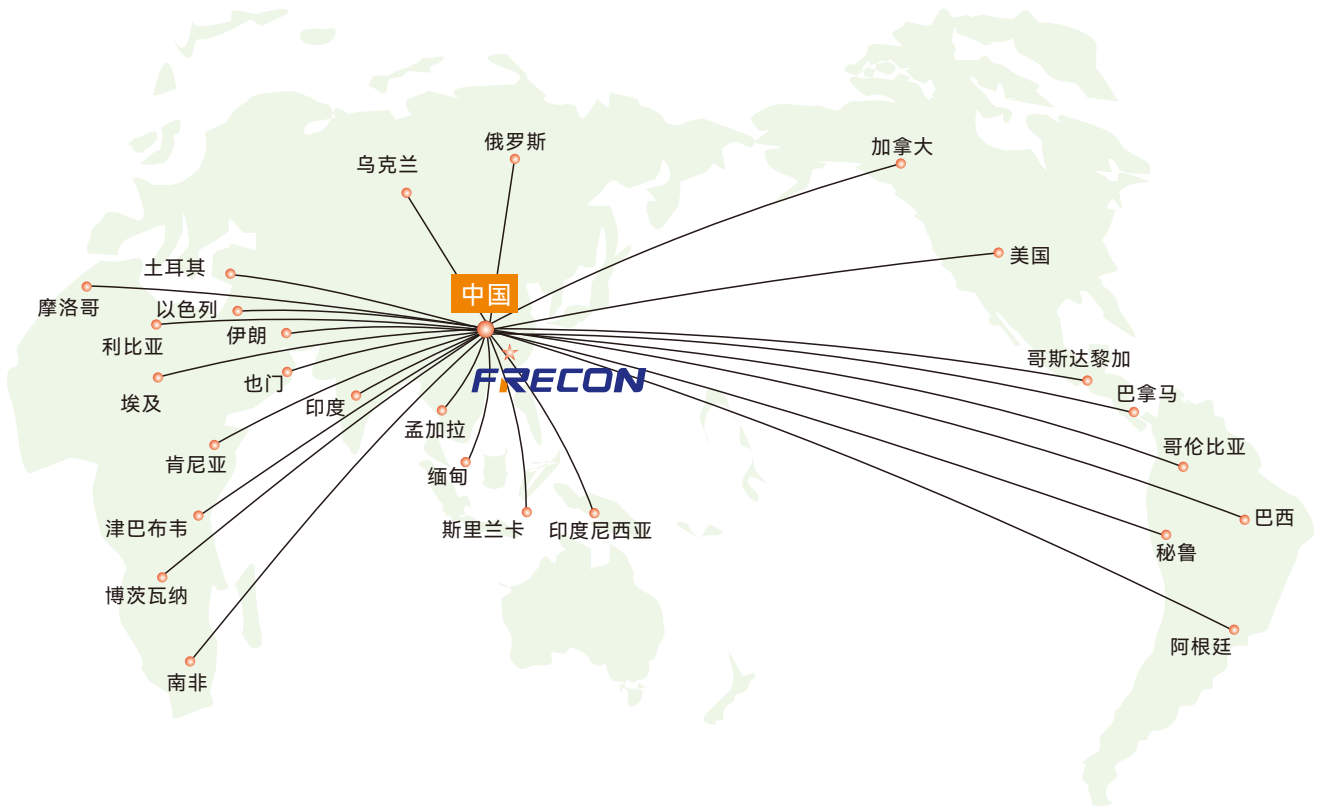 俄罗斯
加拿大
乌克兰
美国
土耳其
中国
摩洛哥
以色列
伊朗
利比亚
哥斯达黎加
FRECON
也门
巴拿马
埃及
印度
孟加拉
哥伦比亚
肯尼亚
缅甸
巴西
津巴布韦
斯里兰卡
印度尼西亚
秘鲁
博茨瓦纳
阿根廷
南非